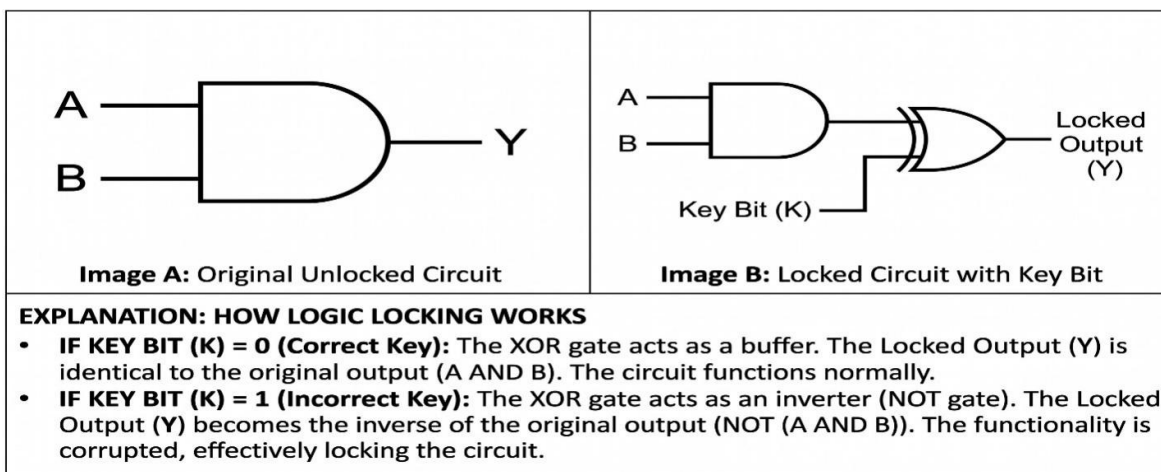 A
B
Y
Image A: Original Unlocked Circuit
A
B
Key Bit (K)
Locked
Output
(Y)
Image B: Locked Circuit with Key Bit
EXPLANATION: HOW LOGIC LOCKING WORKS
• IF KEY BIT (K) = 0 (Correct Key): The XOR gate acts as a buffer. The Locked Output (Y) is
identical to the original output (A AND B). The circuit functions normally.
• IF KEY BIT (K) = 1 (Incorrect Key): The XOR gate acts as an inverter (NOT gate). The Locked
Output (Y) becomes the inverse of the original output (NOT (A AND B)). The functionality is
corrupted, effectively locking the circuit.